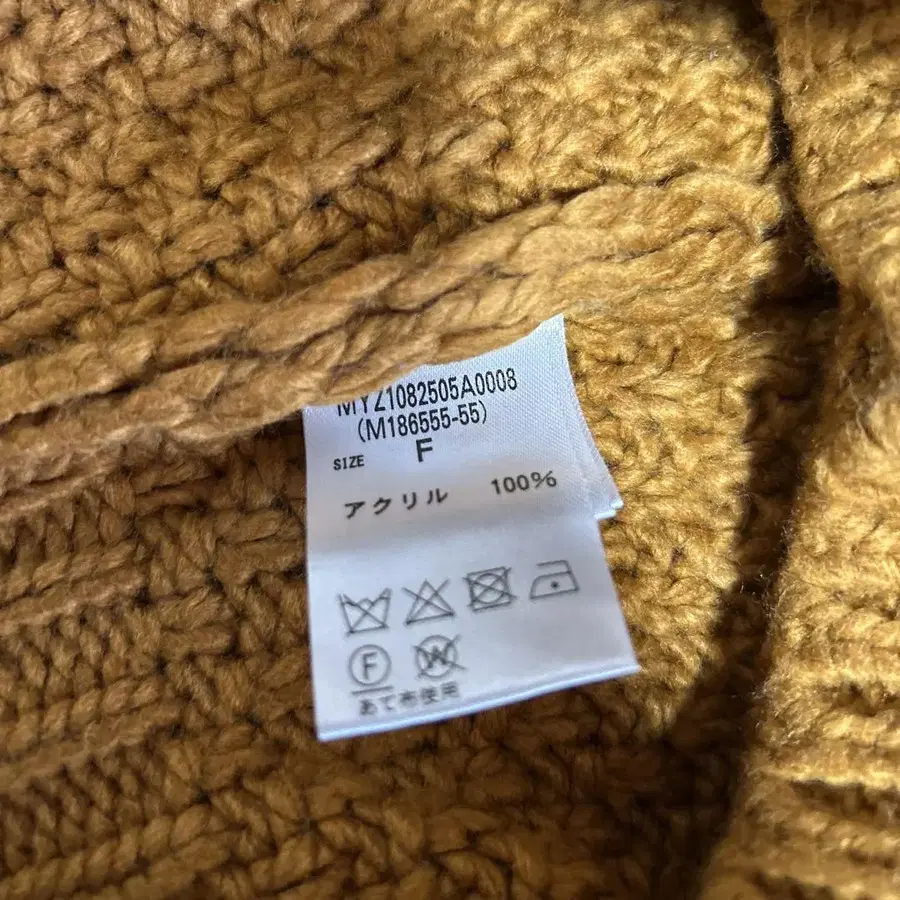 MYZ1082505A0008
(M186555-55)
SIZE F
アクリル 100%
F W
あて布使用